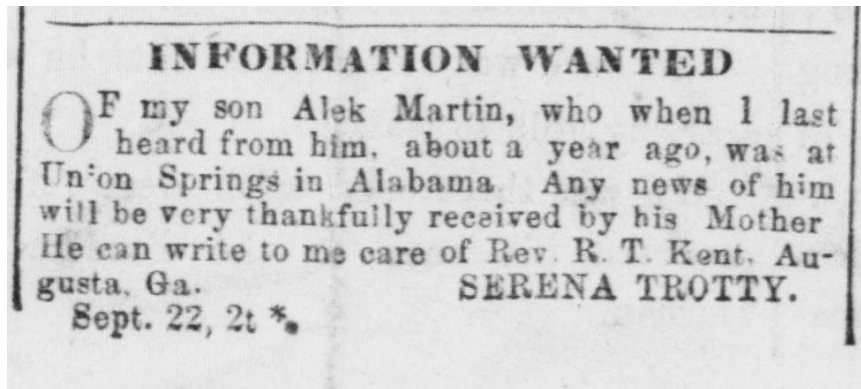 INFORMATION WANTED
OF my son Alek Martin, who when I last
heard from him, about a year ago, was at
Union Springs in Alabama. Any news of him
will be very thankfully received by his Mother
He can write to me care of Rev. R. T. Kent, Au-
gusta, Ga. SERENA TROTTY.
Sept. 22, 2t *.